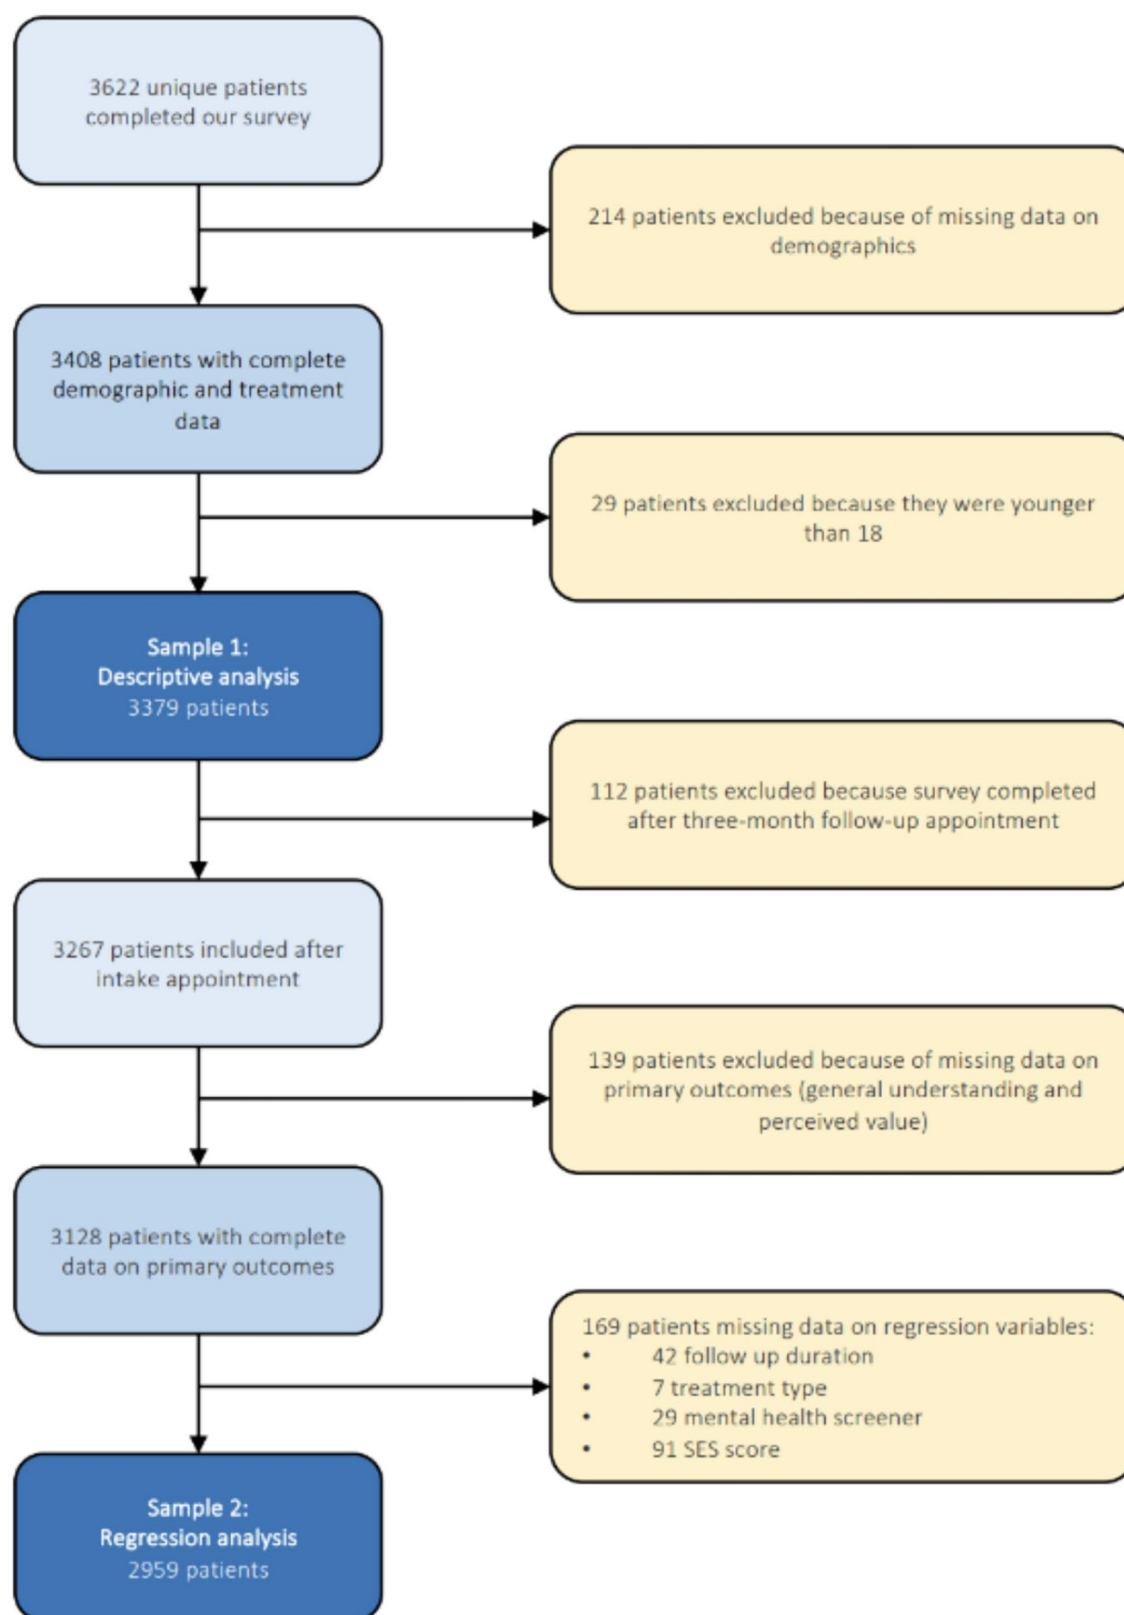 3622 unique patients
completed our survey
214 patients excluded because of missing data on
demographics
3408 patients with complete
demographic and treatment
data
29 patients excluded because they were younger
than 18
Sample 1:
Descriptive analysis
3379 patients
112 patients excluded because survey completed
after three-month follow-up appointment
3267 patients included after
intake appointment
139 patients excluded because of missing data on
primary outcomes (general understanding and
perceived value)
3128 patients with complete
data on primary outcomes
169 patients missing data on regression variables:
• 42 follow up duration
• 7 treatment type
• 29 mental health screener
• 91 SES score
Sample 2:
Regression analysis
2959 patients